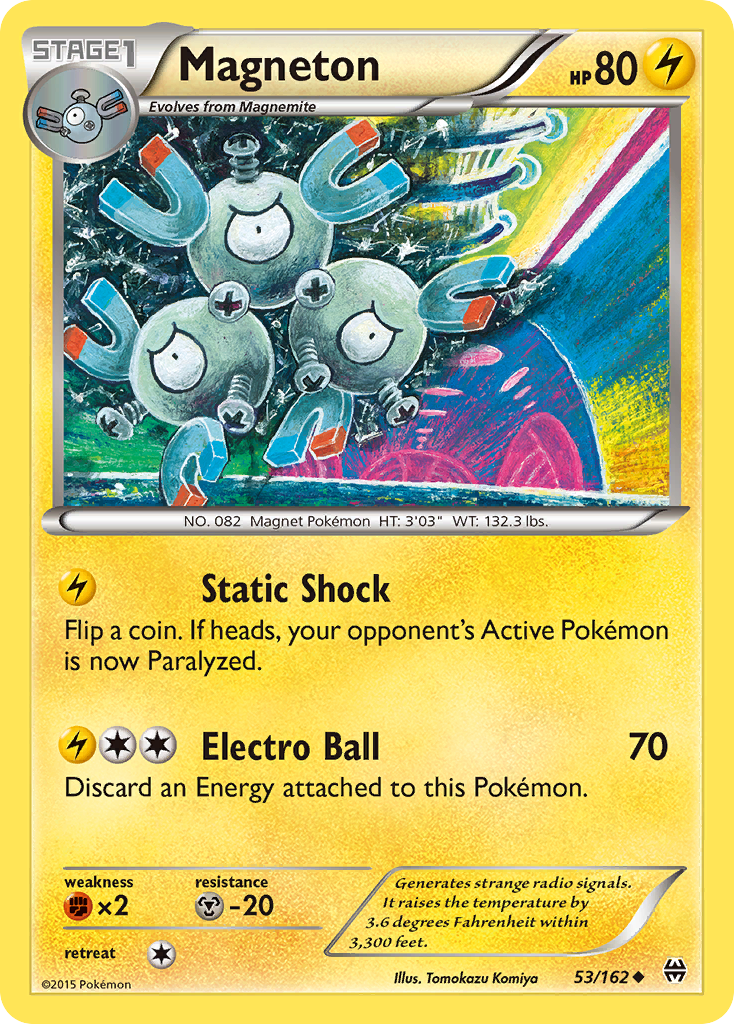 STAGE1
Magneton
HP80
Evolves from Magnemite
NO. 082 Magnet Pokémon HT: 3'03" WT: 132.3 lbs.
Static Shock
Flip a coin. If heads, your opponent's Active Pokémon
is now Paralyzed.
Electro Ball 70
Discard an Energy attached to this Pokémon.
weakness resistance
×2 -20
retreat
Generates strange radio signals.
It raises the temperature by
3.6 degrees Fahrenheit within
3,300 feet.
©2015 Pokémon Illus. Tomokazu Komiya 53/162